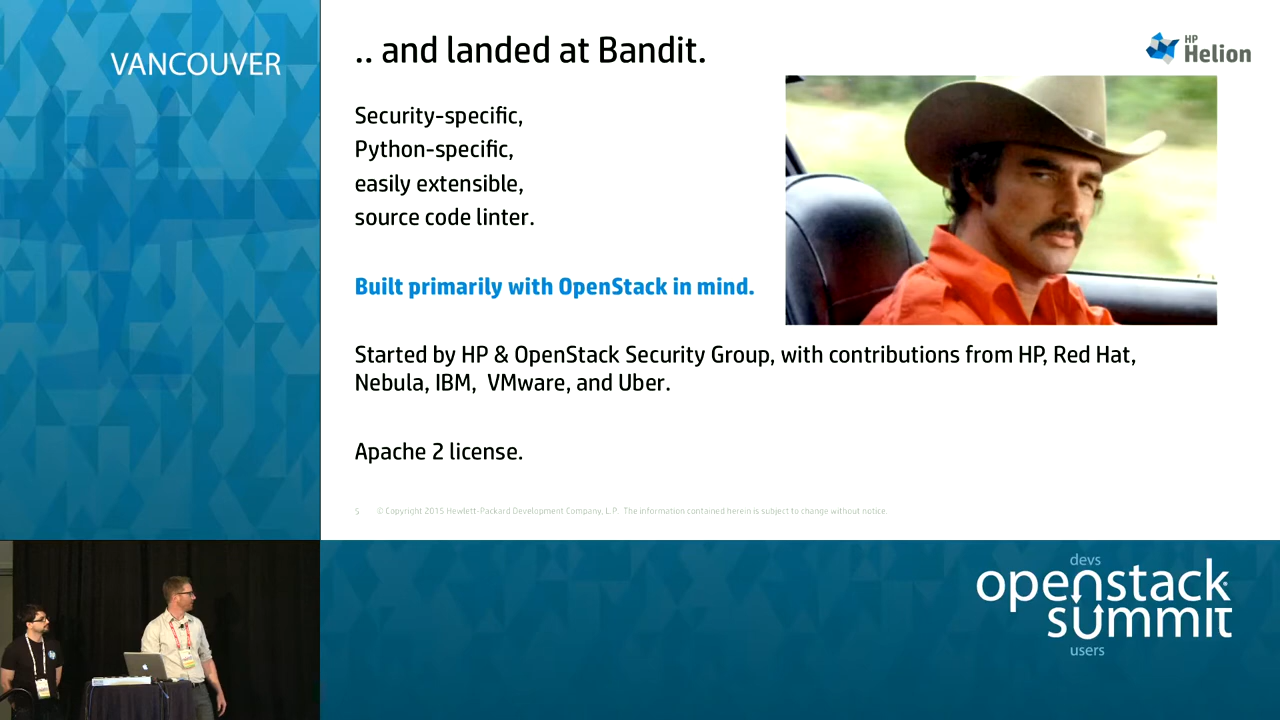 VANCOUVER
.. and landed at Bandit.
HP
Helion
Security-specific,
Python-specific,
easily extensible,
source code linter.
Built primarily with OpenStack in mind.
Started by HP & OpenStack Security Group, with contributions from HP, Red Hat,
Nebula, IBM,  VMware, and Uber.
Apache 2 license.
5 © Copyright 2015 Hewlett-Packard Development Company, L.P. The information contained herein is subject to change without notice.
devs
openstack
summit
users